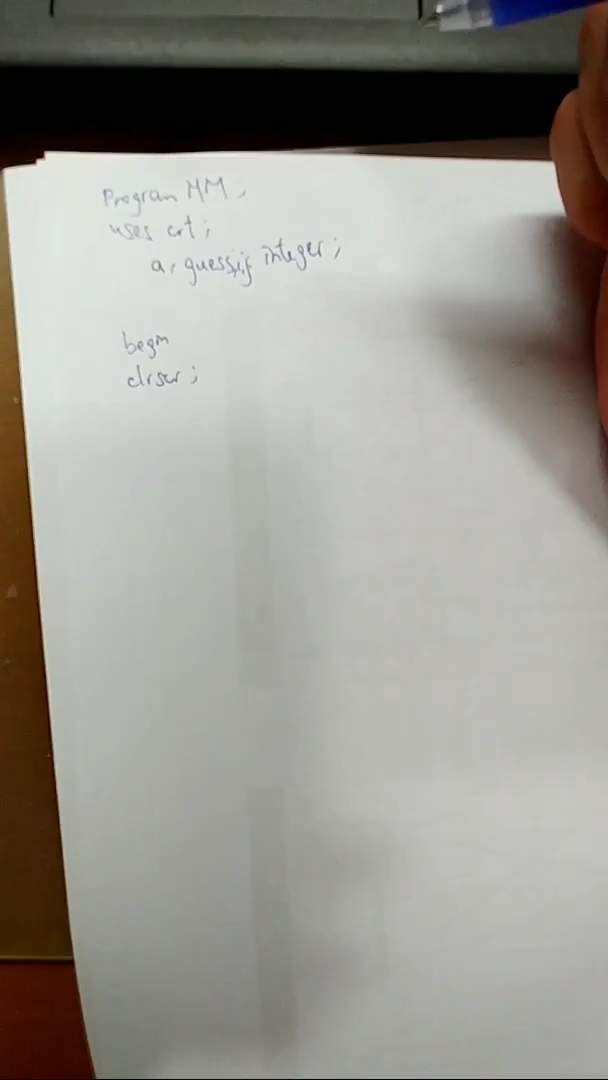 Program MM;
uses crt;
a, guess, i: integer;
begin
clrscr;